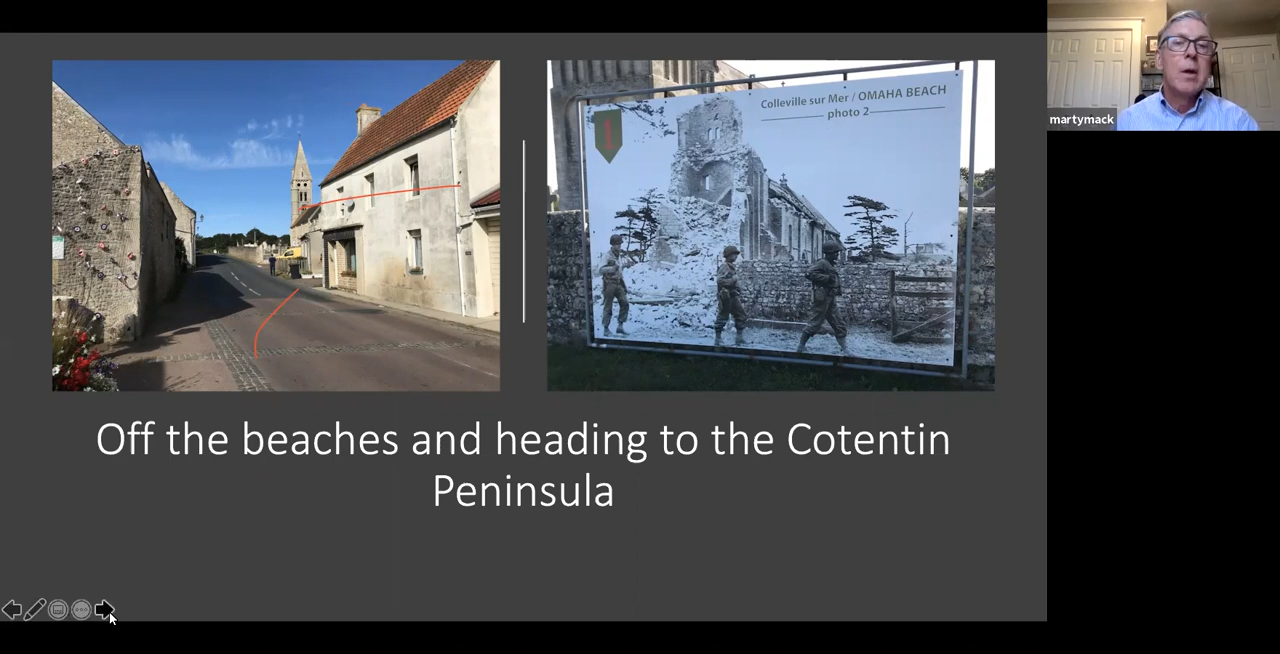 Colleville sur Mer / OMAHA BEACH
photo 2
1
martymack
Off the beaches and heading to the Cotentin
Peninsula